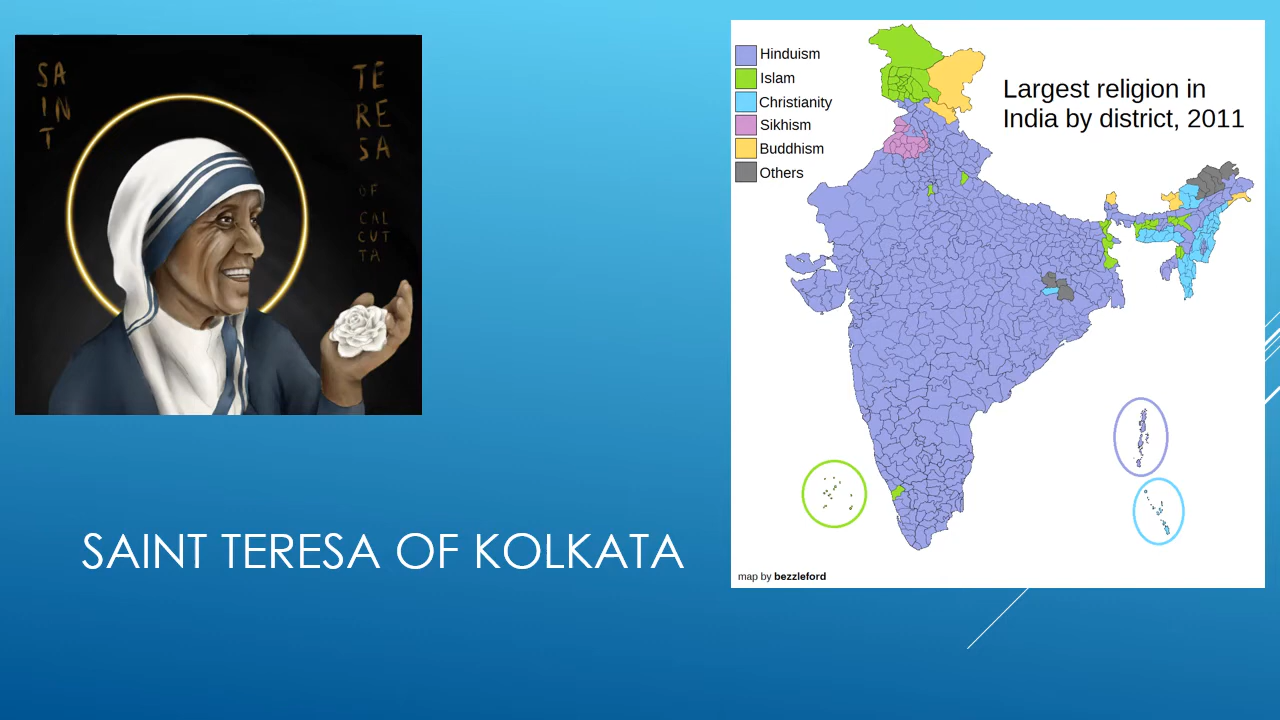 SA
IN
T
TE
RE
SA
OF
CAL
CUT
TA
SAINT TERESA OF KOLKATA
Hinduism
Islam
Christianity
Sikhism
Buddhism
Others
Largest religion in
India by district, 2011
map by bezzleford